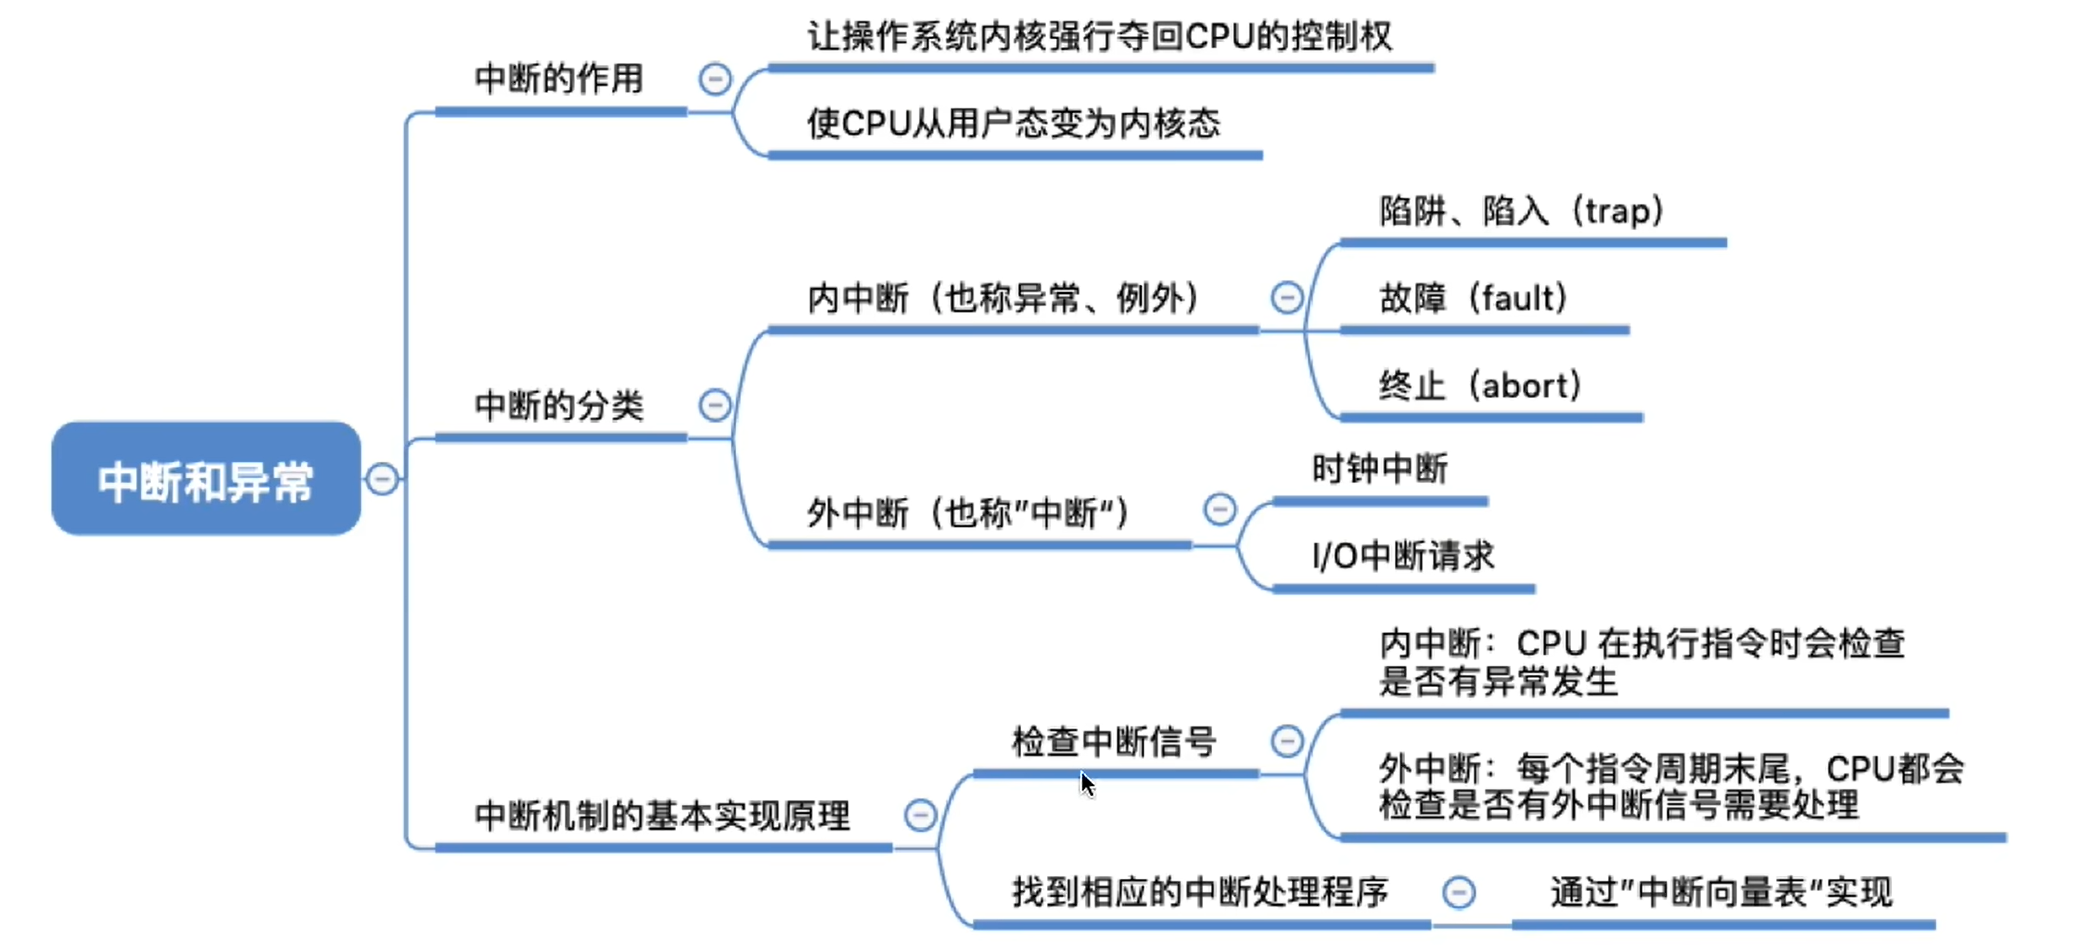 让操作系统内核强行夺回CPU的控制权
中断的作用
使CPU从用户态变为内核态
陷阱、陷入（trap）
内中断（也称异常、例外）
故障（fault）
终止（abort）
中断的分类
时钟中断
外中断（也称”中断“）
I/O中断请求
中断和异常
内中断：CPU 在执行指令时会检查
是否有异常发生
检查中断信号
外中断：每个指令周期末尾，CPU都会
检查是否有外中断信号需要处理
中断机制的基本实现原理
找到相应的中断处理程序
通过”中断向量表“实现